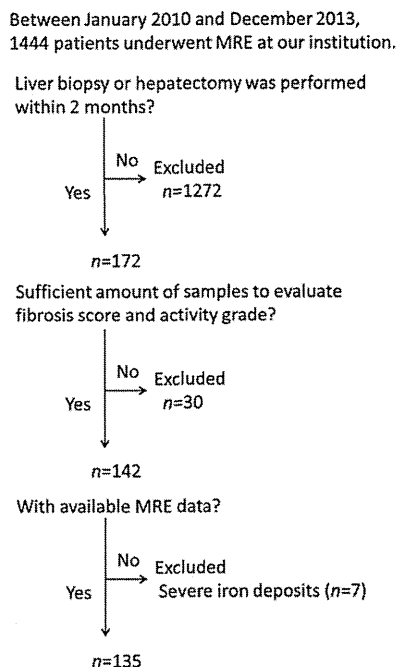 Between January 2010 and December 2013,
1444 patients underwent MRE at our institution.
Liver biopsy or hepatectomy was performed
within 2 months?
No
Excluded
Yes
n=1272
n=172
Sufficient amount of samples to evaluate
fibrosis score and activity grade?
No
Excluded
Yes
n=30
n=142
With available MRE data?
No
Excluded
Yes
Severe iron deposits (n=7)
n=135